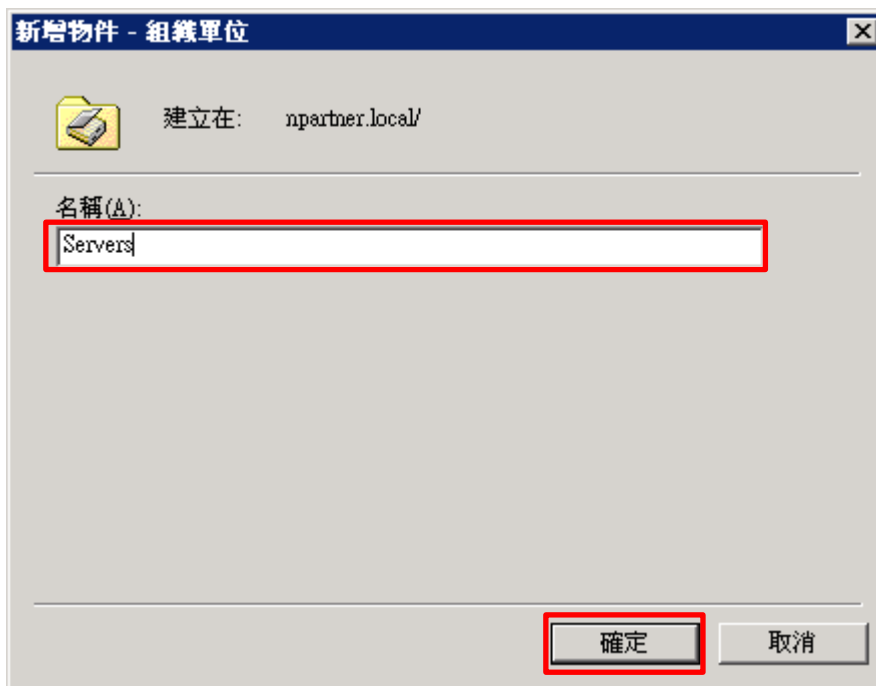 新增物件 - 組織單位
建立在: npartner.local/
名稱(A):
Servers
確定 取消